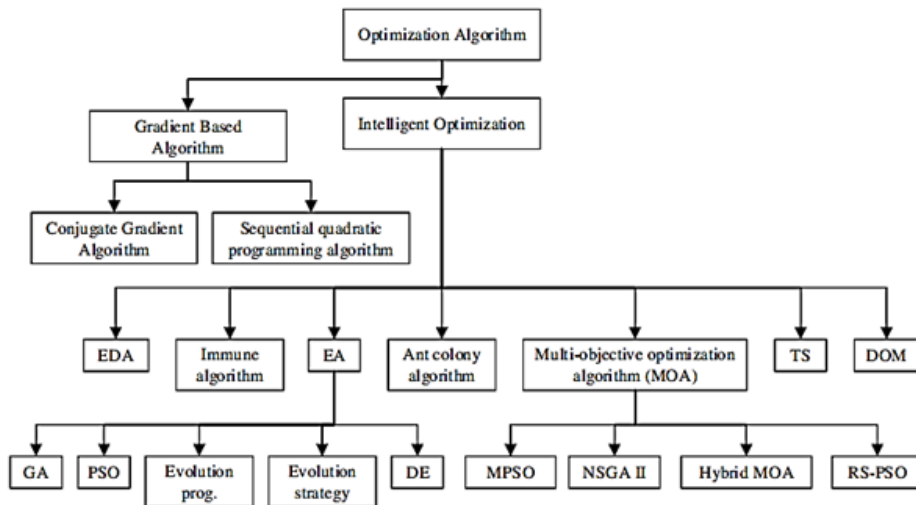 Optimization Algorithm
Gradient Based
Algorithm
Intelligent Optimization
Conjugate Gradient
Algorithm
Sequential quadratic
programming algorithm
EDA
Immune
algorithm
EA
Ant colony
algorithm
Multi-objective optimization
algorithm (MOA)
TS
DOM
GA
PSO
Evolution
prog.
Evolution
strategy
DE
MPSO
NSGA II
Hybrid MOA
RS-PSO